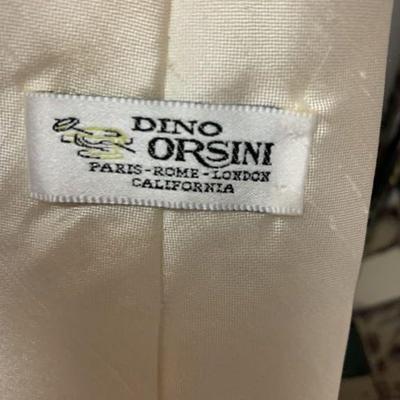 DINO
ORSINI
PARIS-ROME-LONDON
CALIFORNIA